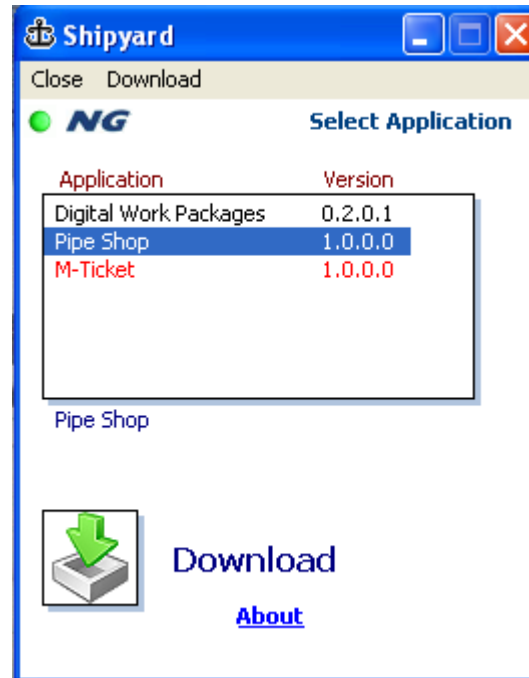 Shipyard
Close Download
NG Select Application
Application Version
Digital Work Packages 0.2.0.1
Pipe Shop 1.0.0.0
M-Ticket 1.0.0.0
Pipe Shop
Download
About